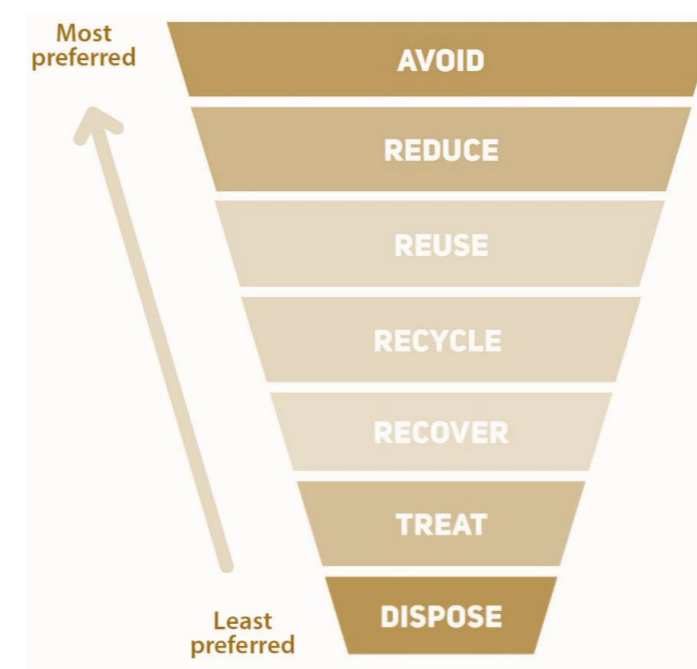 Most
preferred
AVOID
REDUCE
REUSE
RECYCLE
RECOVER
TREAT
DISPOSE
Least
preferred